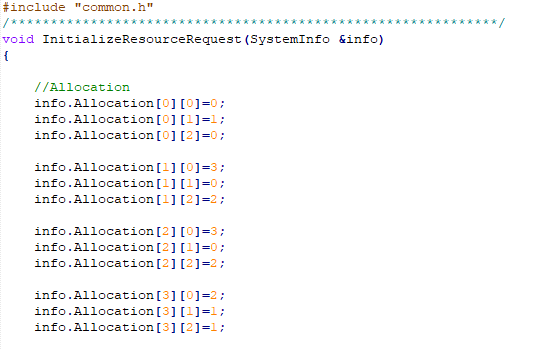 #include "common.h"
/*************************************************************/
void InitializeResourceRequest(SystemInfo &info)
{
//Allocation
info.Allocation[0][0]=0;
info.Allocation[0][1]=1;
info.Allocation[0][2]=0;
info.Allocation[1][0]=3;
info.Allocation[1][1]=0;
info.Allocation[1][2]=2;
info.Allocation[2][0]=3;
info.Allocation[2][1]=0;
info.Allocation[2][2]=2;
info.Allocation[3][0]=2;
info.Allocation[3][1]=1;
info.Allocation[3][2]=1;